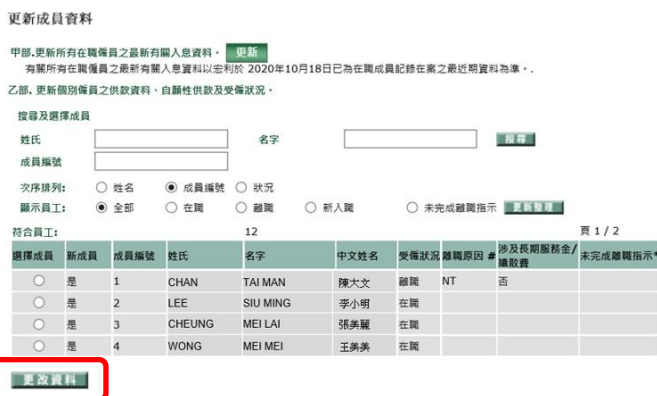 更新成員資料
甲部.更新所有在職僱員之最新有關入息資料。 更新
有關所有在職僱員之最新有關入息資料以宏利於 2020年10月18日已為在職成員記錄在案之最近期資料為準。.
乙部. 更新個別僱員之供款資料、自願性供款及受僱狀況。
搜尋及選擇成員
姓氏 名字 搜尋
成員編號
次序排列: 姓名 成員編號 狀況
顯示員工: 全部 在職 離職 新入職 未完成離職指示 更新整理
符合員工: 12 頁 1 / 2
選擇成員 新成員 成員編號 姓氏 名字 中文姓名 受僱狀況 離職原因 # 涉及長期服務金/遣散費 未完成離職指示*
是 1 CHAN TAI MAN 陳大文 離職 NT 否
是 2 LEE SIU MING 李小明 在職
是 3 CHEUNG MEI LAI 張美麗 在職
是 4 WONG MEI MEI 王美美 在職
更改資料